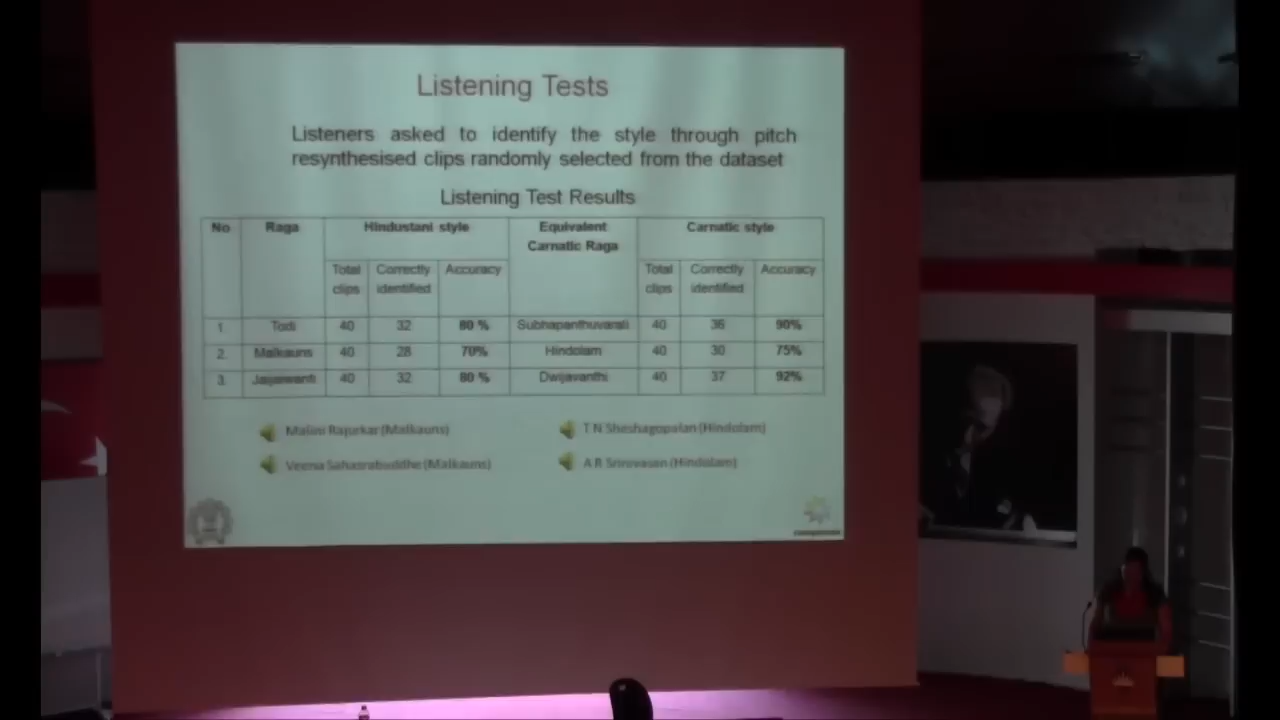 Listening Tests
Listeners asked to identify the style through pitch
resynthesised clips randomly selected from the dataset
Listening Test Results
No Raga Hindustani style Equivalent Carnatic Raga Carnatic style
Total clips Correctly identified Accuracy Total clips Correctly identified Accuracy
1. Todi 40 32 80 % Subhapanthuvarali 40 36 90%
2. Malkauns 40 28 70% Hindolam 40 30 75%
3. Jaijaiwanti 40 32 80 % Dwijavanthi 40 37 92%
Malini Rajurkar (Malkauns) T N Sheshagopalan (Hindolam)
Veena Sahasrabuddhe (Malkauns) A R Srinivasan (Hindolam)